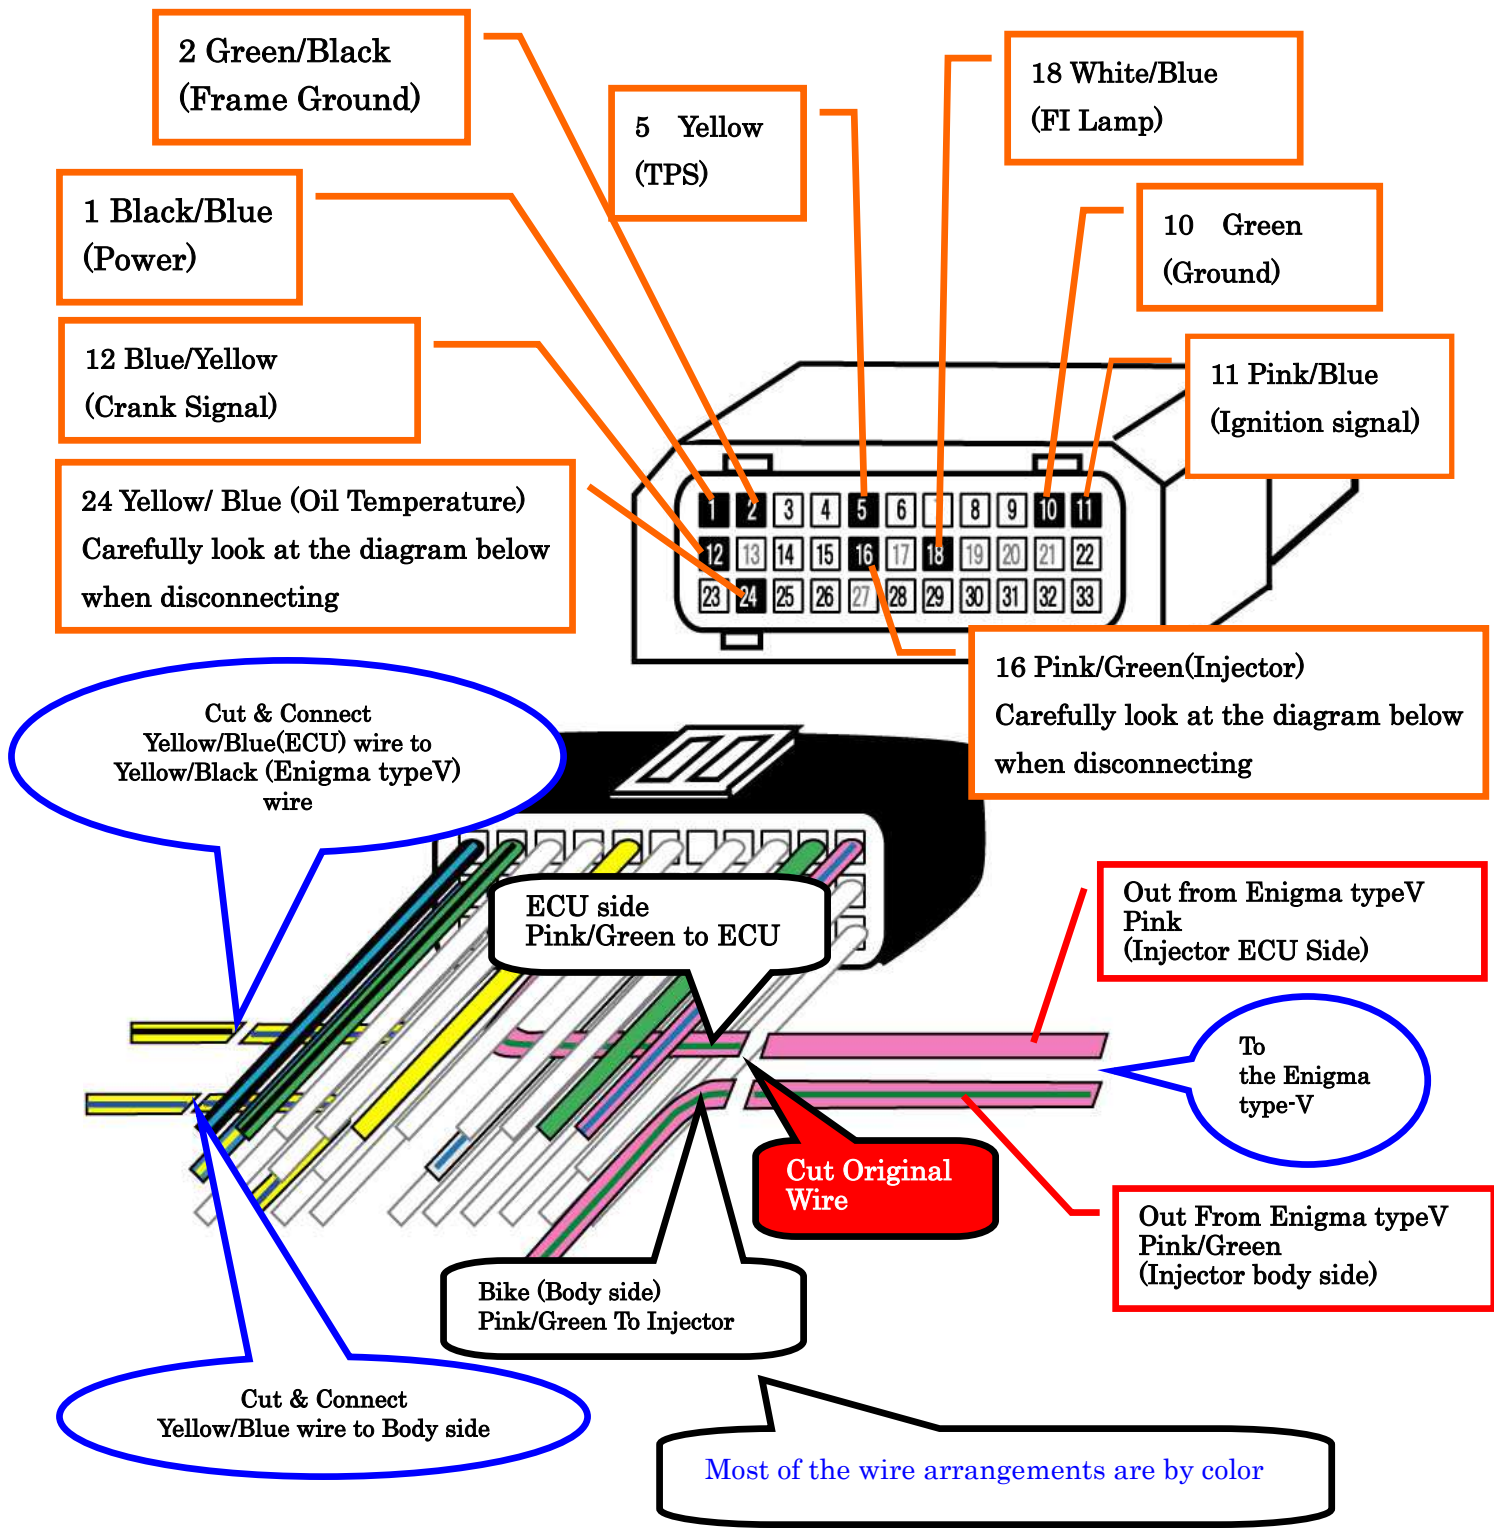 2 Green/Black
(Frame Ground)
5 Yellow
(TPS)
18 White/Blue
(FI Lamp)
1 Black/Blue
(Power)
10 Green
(Ground)
12 Blue/Yellow
(Crank Signal)
11 Pink/Blue
(Ignition signal)
24 Yellow/ Blue (Oil Temperature)
Carefully look at the diagram below
when disconnecting
1 2 3 4 5 6 7 8 9 10 11
12 13 14 15 16 17 18 19 20 21 22
23 24 25 26 27 28 29 30 31 32 33
16 Pink/Green(Injector)
Carefully look at the diagram below
when disconnecting
Cut & Connect
Yellow/Blue(ECU) wire to
Yellow/Black (Enigma typeV)
wire
ECU side
Pink/Green to ECU
Out from Enigma typeV
Pink
(Injector ECU Side)
To
the Enigma
type-V
Cut Original
Wire
Out From Enigma typeV
Pink/Green
(Injector body side)
Bike (Body side)
Pink/Green To Injector
Cut & Connect
Yellow/Blue wire to Body side
Most of the wire arrangements are by color